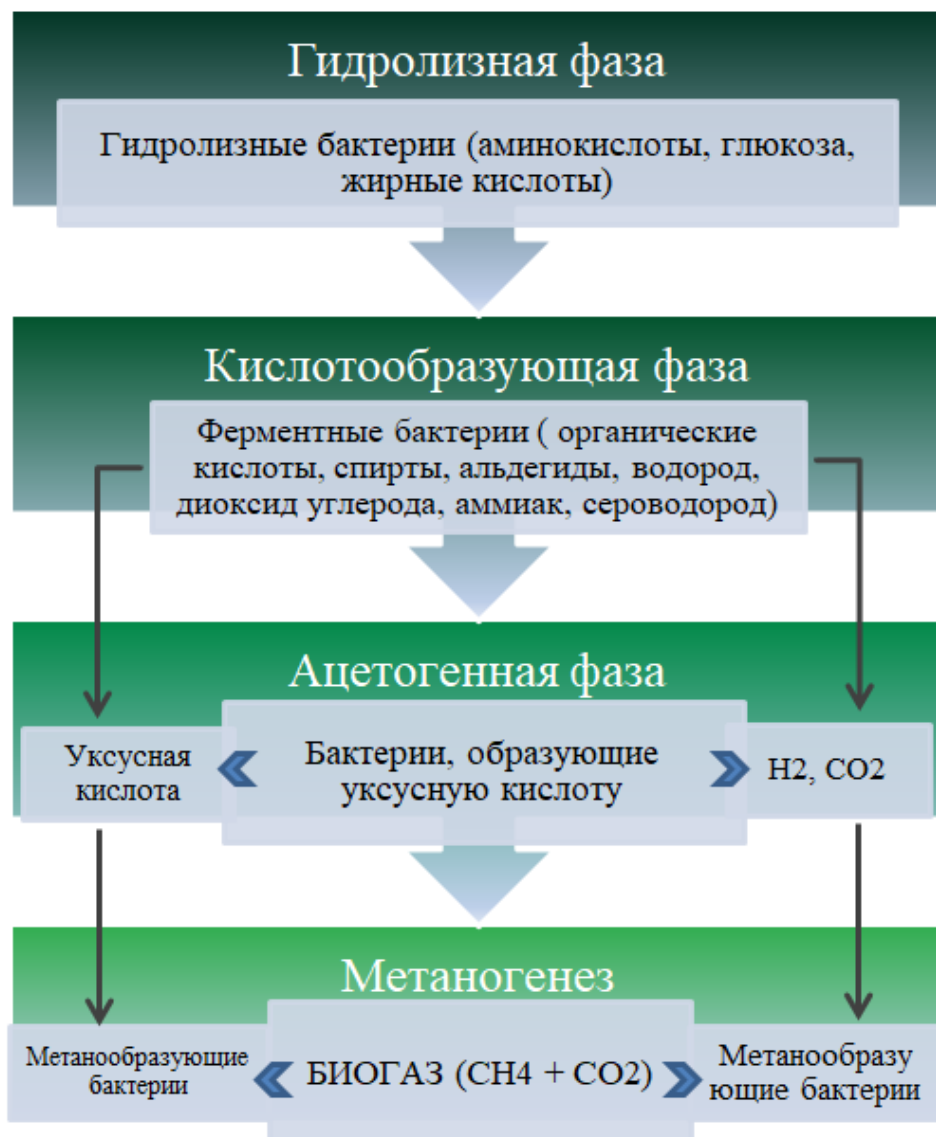 Гидролизная фаза
Гидролизные бактерии (аминокислоты, глюкоза,
жирные кислоты)
Кислотообразующая фаза
Ферментные бактерии ( органические
кислоты, спирты, альдегиды, водород,
диоксид углерода, аммиак, сероводород)
Ацетогенная фаза
Уксусная
кислота
Бактерии, образующие
уксусную кислоту
H2, CO2
Метаногенез
Метанообразующие
бактерии
БИОГАЗ (CH4 + CO2)
Метанообразу
ющие бактерии